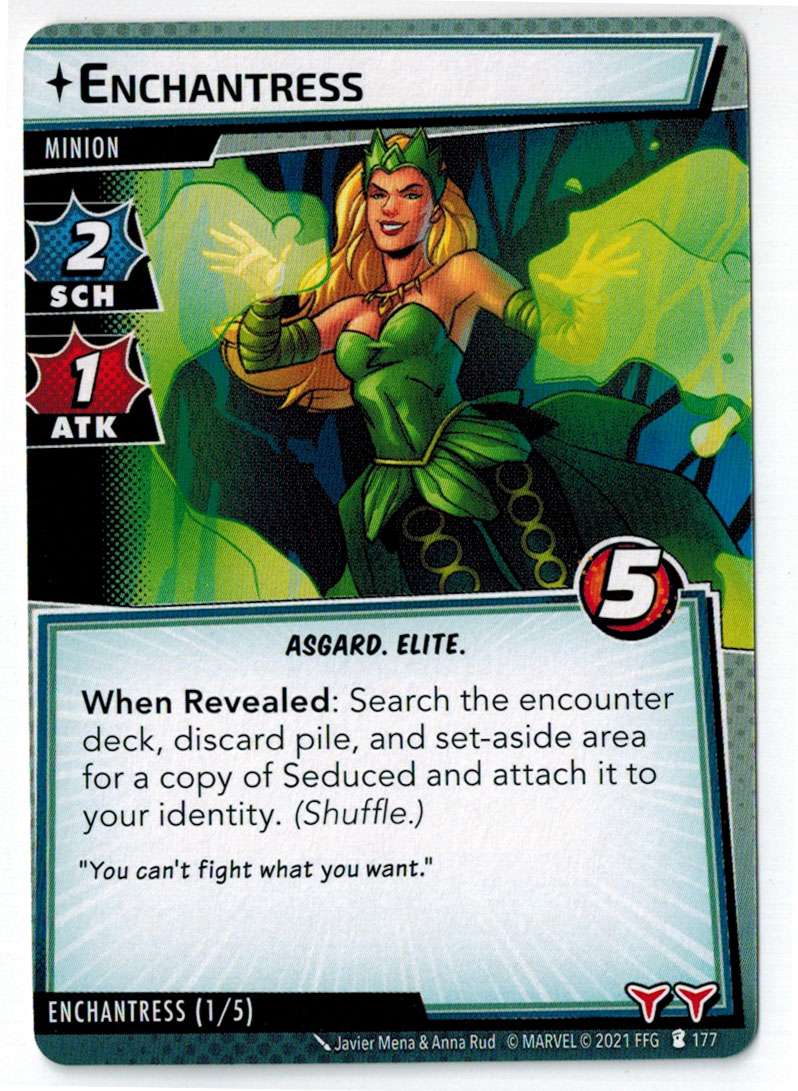 ENCHANTRESS
MINION
2
SCH
1
ATK
5
ASGARD. ELITE.
When Revealed: Search the encounter
deck, discard pile, and set-aside area
for a copy of Seduced and attach it to
your identity. (Shuffle.)
"You can't fight what you want."
ENCHANTRESS (1/5)
Javier Mena & Anna Rud © MARVEL © 2021 FFG 177